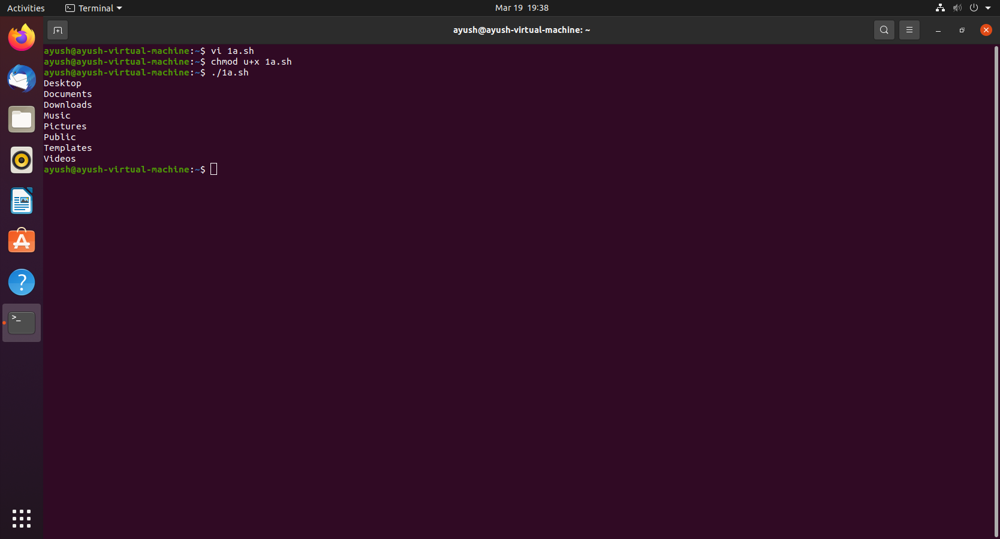 Activities Terminal Mar 19 19:38
ayush@ayush-virtual-machine: ~
ayush@ayush-virtual-machine:~$ vi 1a.sh
ayush@ayush-virtual-machine:~$ chmod u+x 1a.sh
ayush@ayush-virtual-machine:~$ ./1a.sh
Desktop
Documents
Downloads
Music
Pictures
Public
Templates
Videos
ayush@ayush-virtual-machine:~$